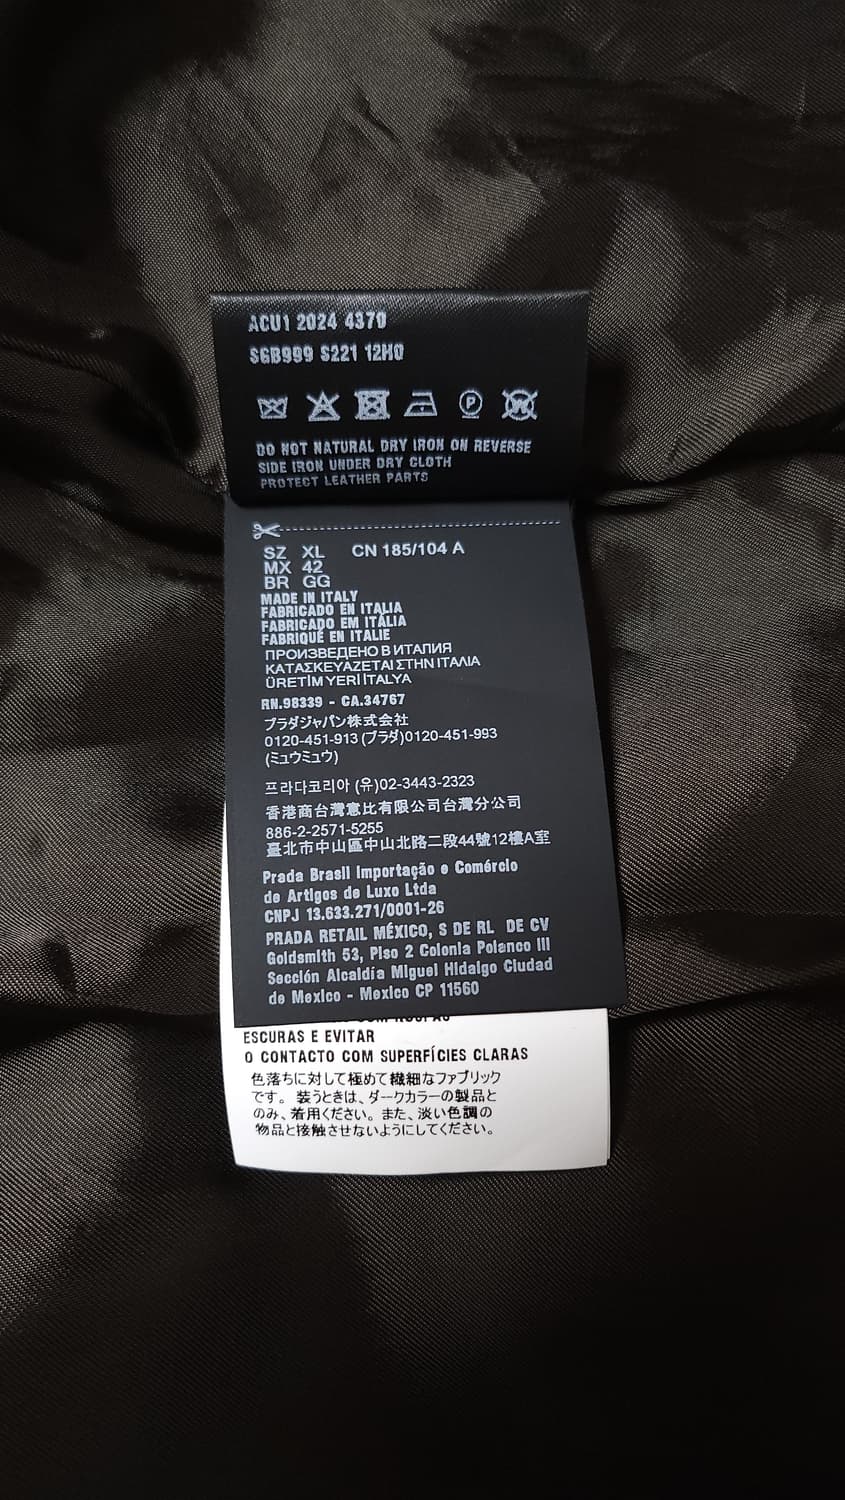 ACU1 2024 4370
SGB999 S221 12H0
P
W
DO NOT NATURAL DRY IRON ON REVERSE
SIDE IRON UNDER DRY CLOTH
PROTECT LEATHER PARTS
SZ XL CN 185/104 A
MX 42
BR GG
MADE IN ITALY
FABRICADO EN ITALIA
FABRICADO EM ITÁLIA
FABRIQUÉ EN ITALIE
ПРОИЗВЕДЕНО В ИТАЛИЯ
ΚΑΤΑΣΚΕΥΑΖΕΤΑΙ ΣΤΗΝ ΙΤΑΛΙΑ
ÜRETİM YERİ İTALYA
RN.98339 - CA.34767
プラダジャパン株式会社
0120-451-913 (プラダ)0120-451-993
(ミュウミュウ)
프라다코리아 (유)02-3443-2323
香港商台灣意比有限公司台灣分公司
886-2-2571-5255
臺北市中山區中山北路二段44號12樓A室
Prada Brasil Importação e Comércio
de Artigos de Luxo Ltda
CNPJ 13.633.271/0001-26
PRADA RETAIL MÉXICO, S DE RL DE CV
Goldsmith 53, Piso 2 Colonia Polanco III
Sección Alcaldía Miguel Hidalgo Ciudad
de Mexico - Mexico CP 11560
ESCURAS E EVITAR
O CONTACTO COM SUPERFÍCIES CLARAS
色落ちに対して極めて繊細なファブリック
です。装うときは、ダークカラーの製品と
のみ、着用ください。また、淡い色調の
物品と接触させないようにしてください。